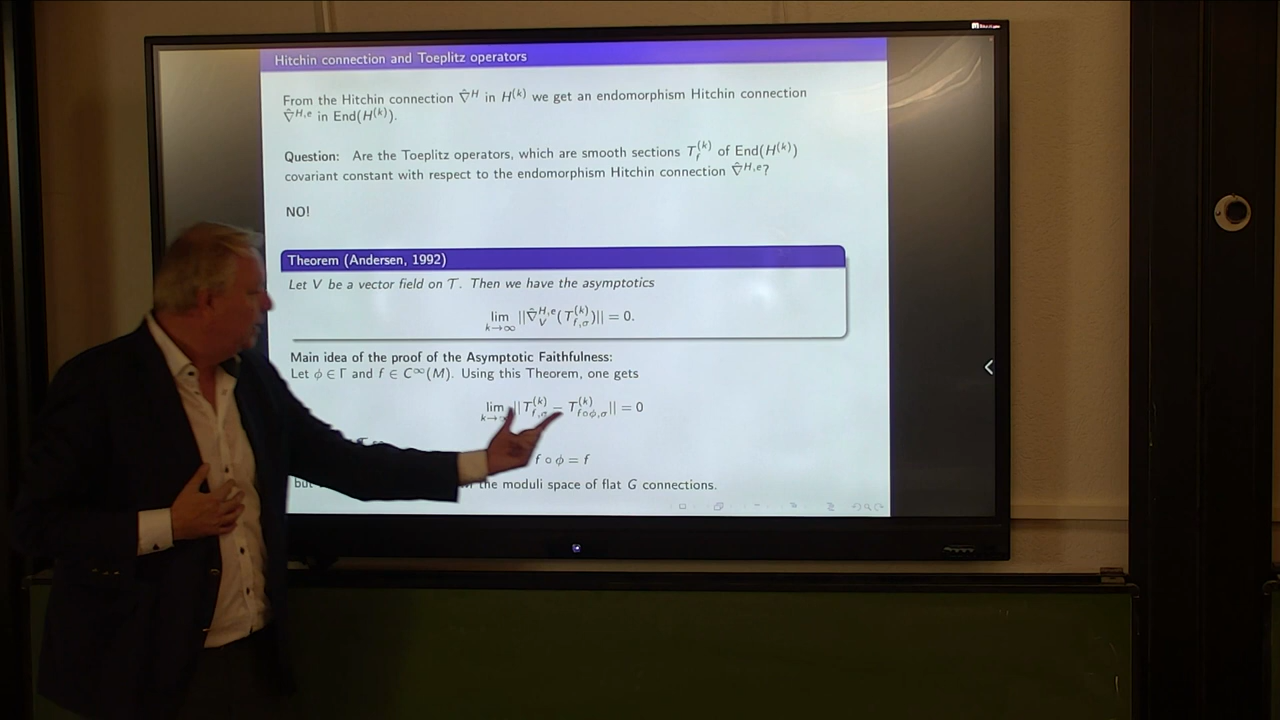 Hitchin connection and Toeplitz operators
From the Hitchin connection ∇̂^H in H^(k) we get an endomorphism Hitchin connection
∇̂^{H,e} in End(H^(k)).
Question: Are the Toeplitz operators, which are smooth sections T_f^(k) of End(H^(k))
covariant constant with respect to the endomorphism Hitchin connection ∇̂^{H,e}?
NO!
Theorem (Andersen, 1992)
Let V be a vector field on 𝒯. Then we have the asymptotics
lim_{k→∞} ||∇̂_V^{H,e}(T_{f,σ}^(k))|| = 0.
Main idea of the proof of the Asymptotic Faithfulness:
Let ϕ ∈ Γ and f ∈ C^∞(M). Using this Theorem, one gets
lim_{k→∞} ||T_{f,σ}^(k) − T_{f∘ϕ,σ}^(k)|| = 0
f ∘ ϕ = f
the moduli space of flat G connections.